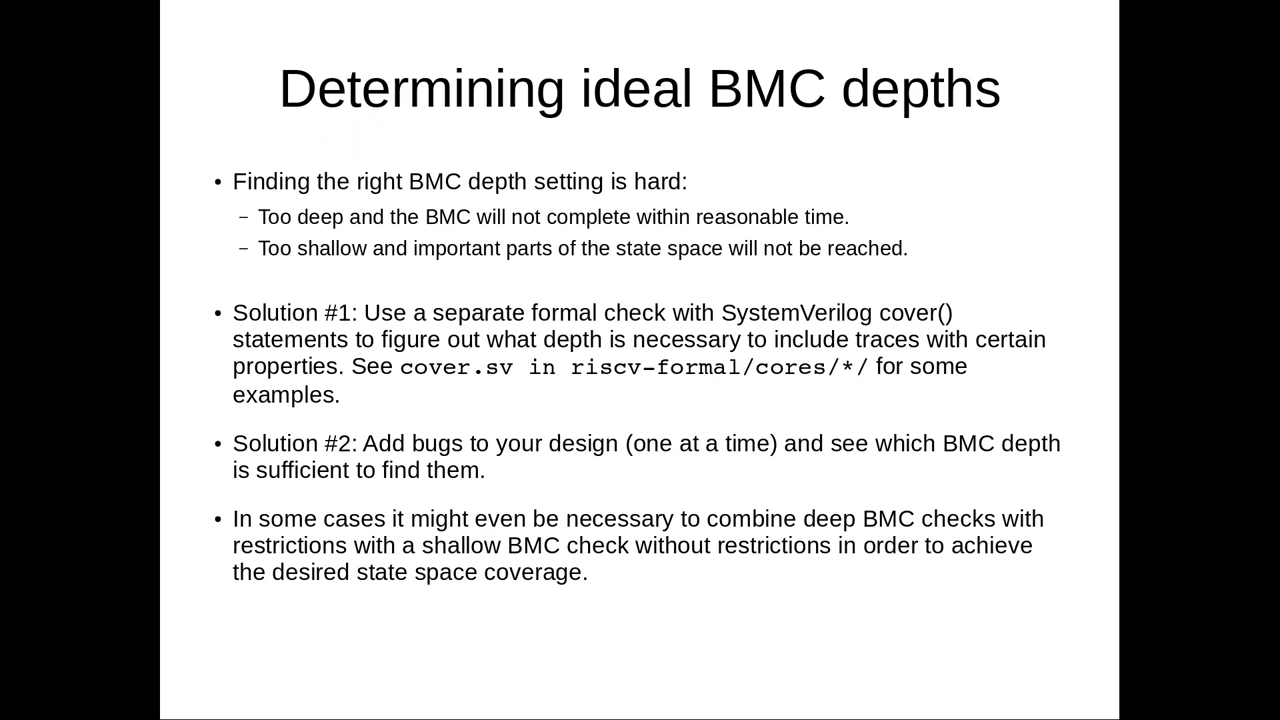 Determining ideal BMC depths
• Finding the right BMC depth setting is hard:
– Too deep and the BMC will not complete within reasonable time.
– Too shallow and important parts of the state space will not be reached.
• Solution #1: Use a separate formal check with SystemVerilog cover()
statements to figure out what depth is necessary to include traces with certain
properties. See cover.sv in riscv-formal/cores/*/ for some
examples.
• Solution #2: Add bugs to your design (one at a time) and see which BMC depth
is sufficient to find them.
• In some cases it might even be necessary to combine deep BMC checks with
restrictions with a shallow BMC check without restrictions in order to achieve
the desired state space coverage.